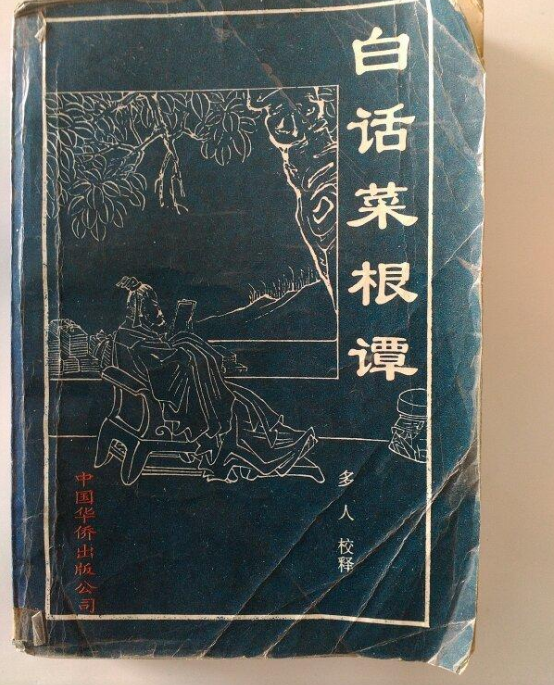 白话菜根谭
多人 校释
中国华侨出版公司